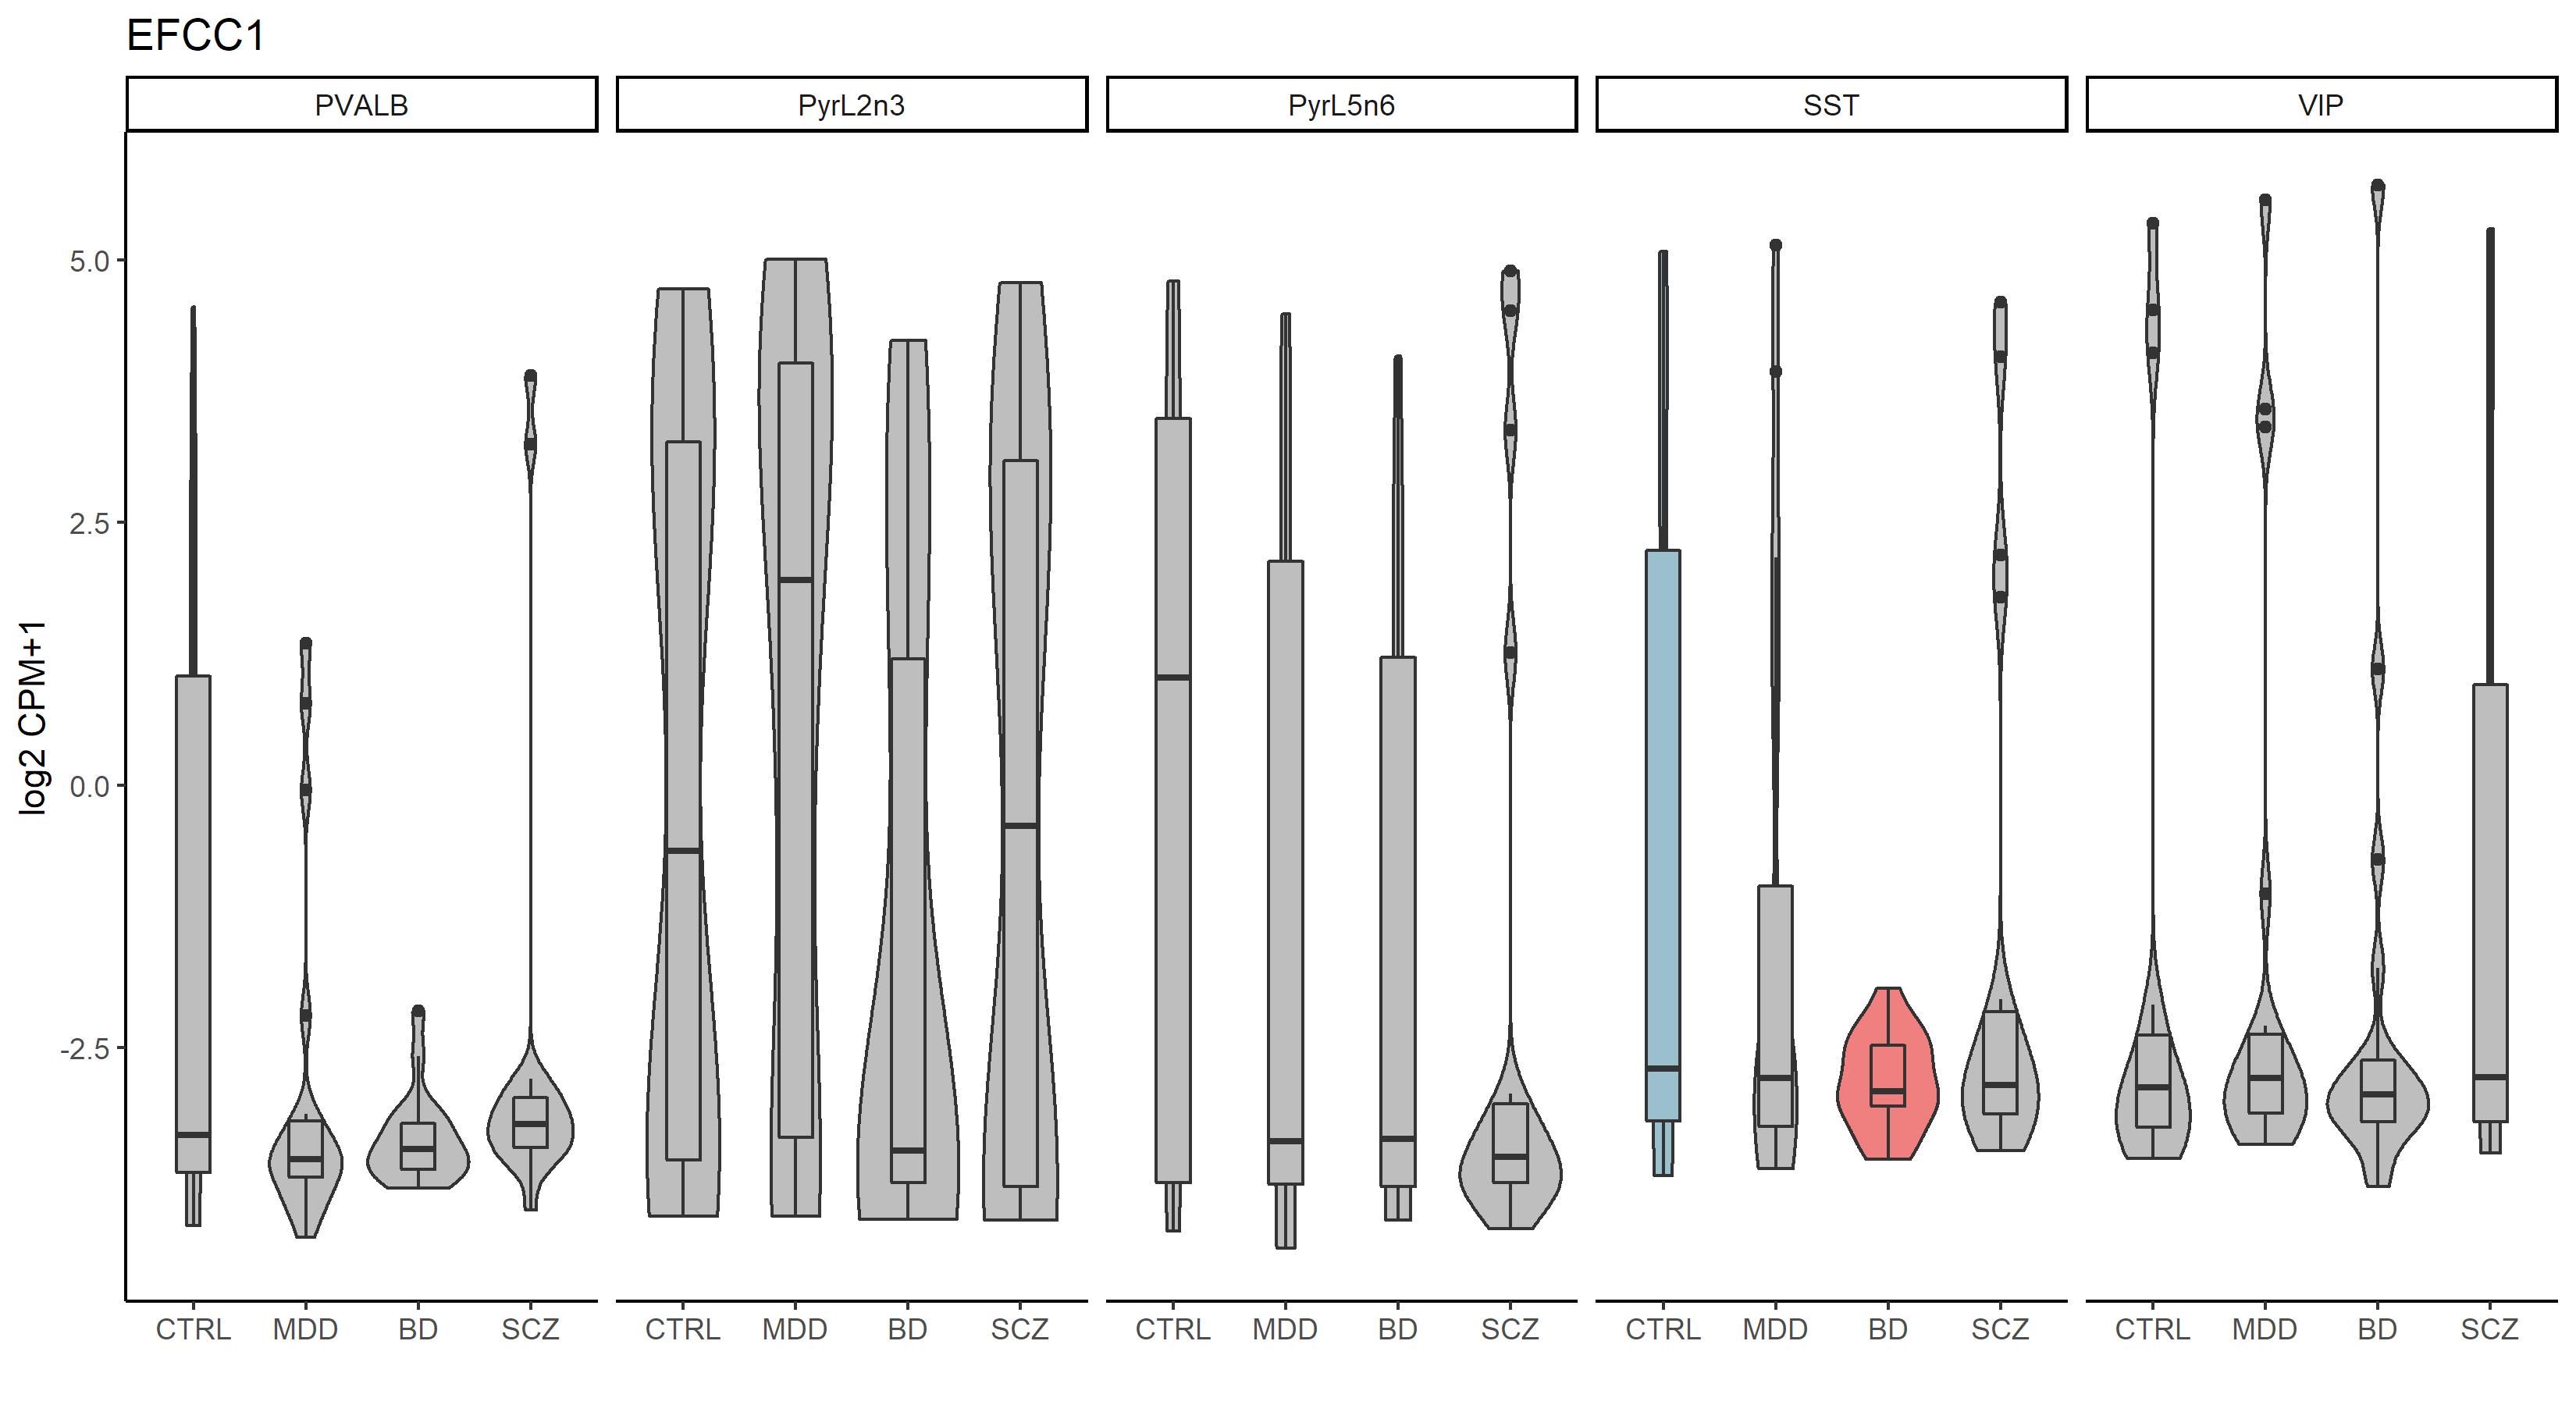 EFCC1
PVALB PyrL2n3 PyrL5n6 SST VIP
log2 CPM+1
5.0
2.5
0.0
-2.5
CTRL MDD BD SCZ CTRL MDD BD SCZ CTRL MDD BD SCZ CTRL MDD BD SCZ CTRL MDD BD SCZ